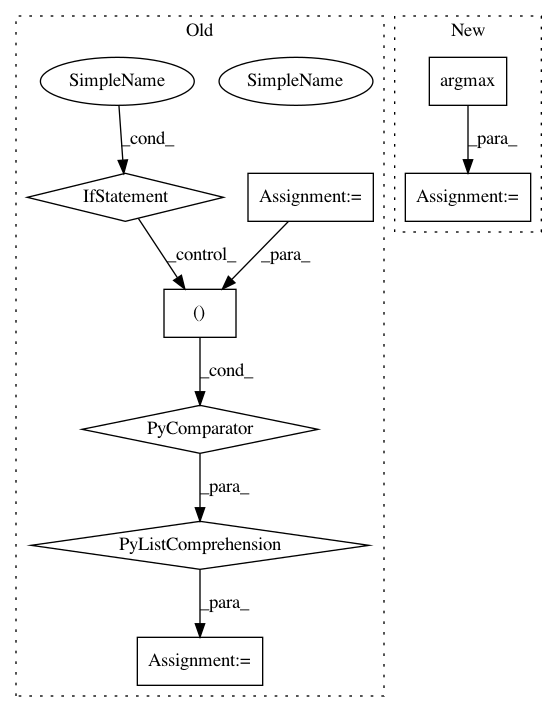 Old
New
SimpleName
SimpleName
argmax
_cond_
_para_
IfStatement
Assignment:=
Assignment:=
_control_
_para_
()
_cond_
PyComparator
_para_
PyListComprehension
_para_
Assignment:=